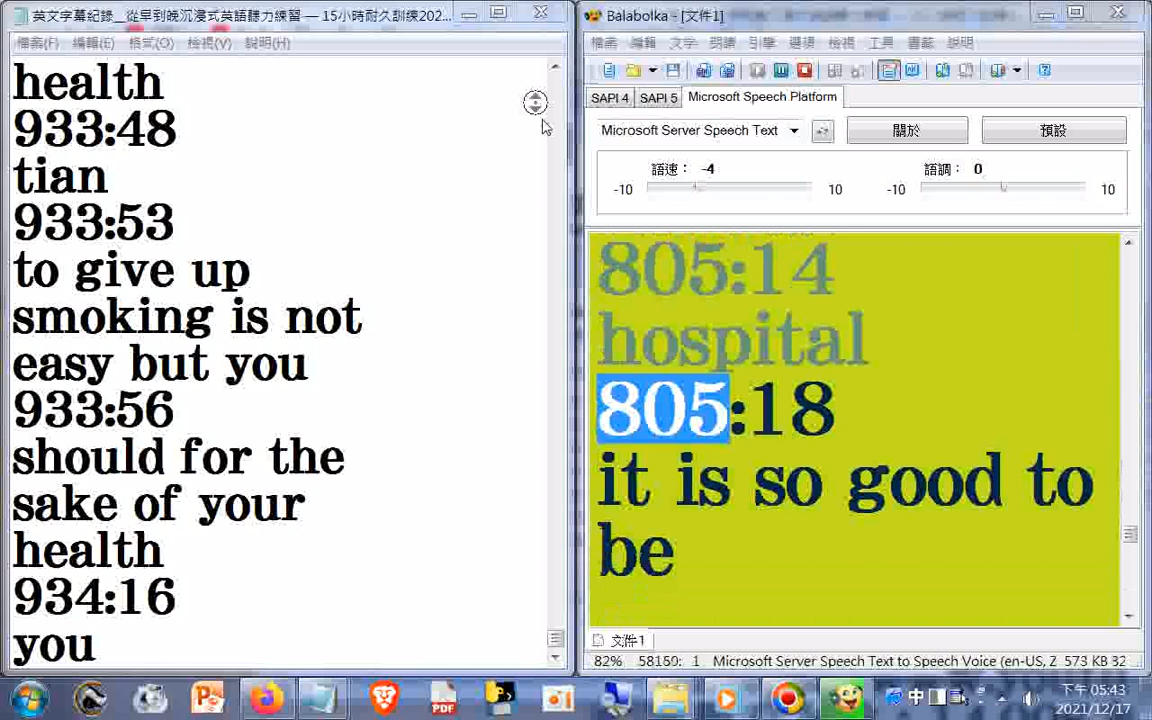 英文字幕紀錄__從早到晚沉浸式英語聽力練習 — 15小時耐久訓練202...
檔案(F) 編輯(E) 格式(O) 檢視(V) 說明(H)
health
933:48
tian
933:53
to give up
smoking is not
easy but you
933:56
should for the
sake of your
health
934:16
you
Balabolka - [文件1]
檔案 編輯 文字 朗讀 引擎 選項 檢視 工具 書籤 說明
SAPI 4 SAPI 5 Microsoft Speech Platform
Microsoft Server Speech Text 關於 預設
語速： -4 語調： 0
-10 10 -10 10
805:14
hospital
805:18
it is so good to
be
文件1
82% 58159: 1 Microsoft Server Speech Text to Speech Voice (en-US, Z 573 KB 32
PDF 中 下午 05:43
2021/12/17